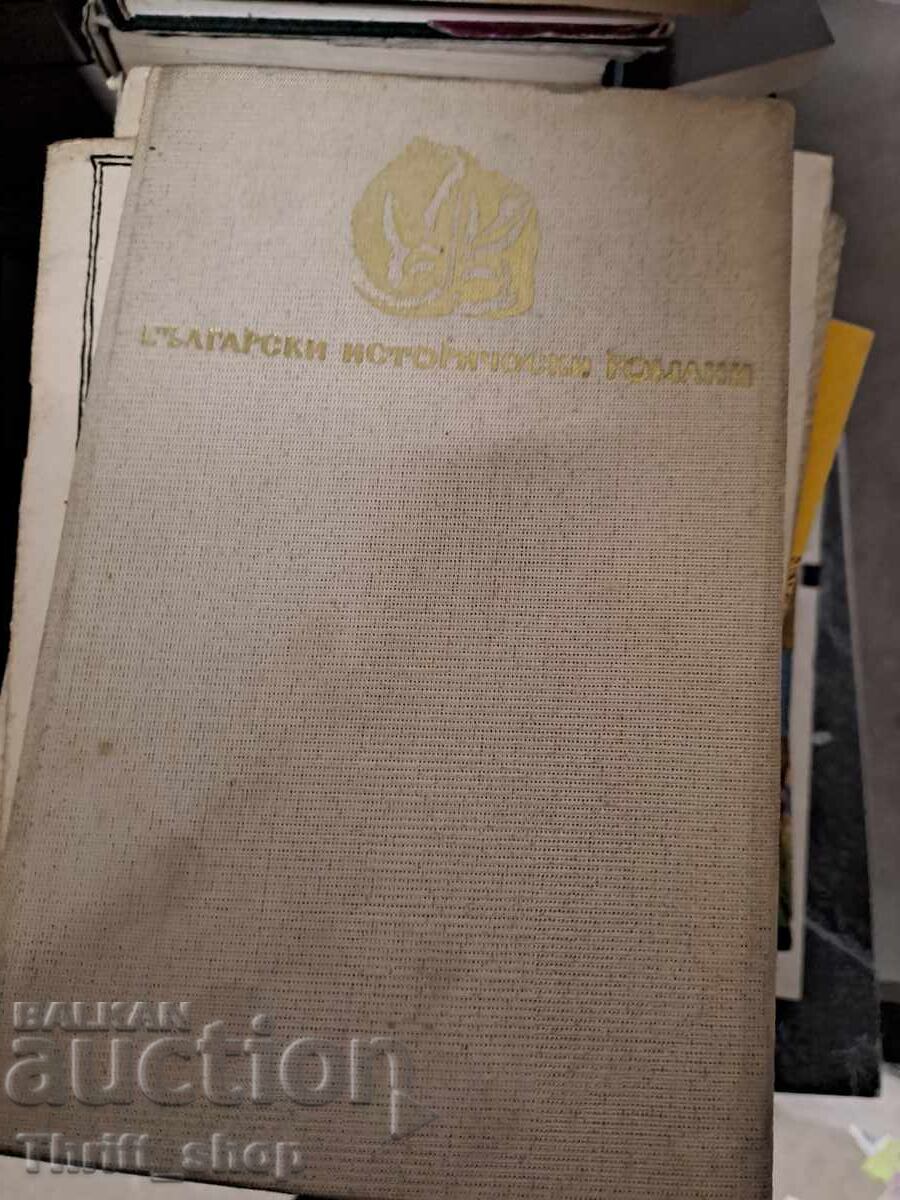 БЪЛГАРСКИ ИСТОРИЧЕСКИ РОМАНИ
BALKAN
auction
Thrift_shop